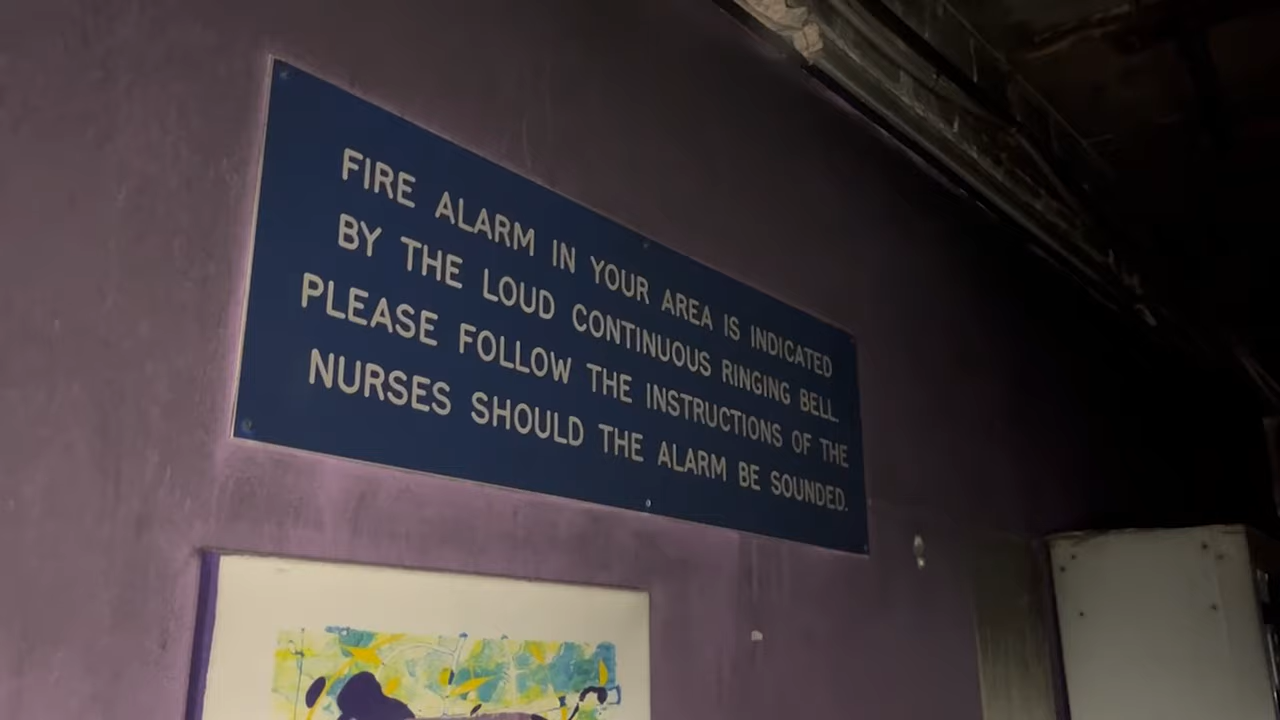 FIRE ALARM IN YOUR AREA IS INDICATED
BY THE LOUD CONTINUOUS RINGING BELL.
PLEASE FOLLOW THE INSTRUCTIONS OF THE
NURSES SHOULD THE ALARM BE SOUNDED.